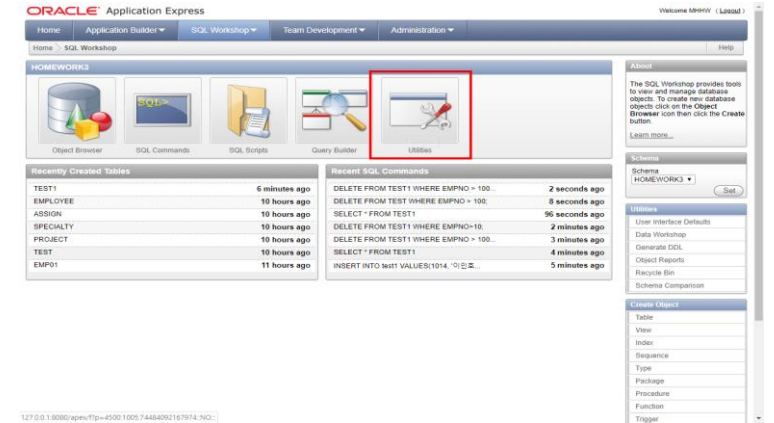 ORACLE Application Express
Welcome MHHW (Logout)
Home Application Builder SQL Workshop Team Development Administration
Home SQL Workshop Help
HOMEWORK3
SQL>
Object Browser SQL Commands SQL Scripts Query Builder Utilities
About
The SQL Workshop provides tools
to view and manage database
objects. To create new database
objects click on the Object
Browser icon then click the Create
button.
Learn more...
Recently Created Tables
TEST1 6 minutes ago
EMPLOYEE 10 hours ago
ASSIGN 10 hours ago
SPECIALTY 10 hours ago
PROJECT 10 hours ago
TEST 10 hours ago
EMP01 11 hours ago
Recent SQL Commands
DELETE FROM TEST1 WHERE EMPNO > 100... 2 seconds ago
DELETE FROM TEST WHERE EMPNO > 100; 8 seconds ago
SELECT * FROM TEST1 96 seconds ago
DELETE FROM TEST1 WHERE EMPNO>10; 2 minutes ago
DELETE FROM TEST1 WHERE EMPNO > 100... 3 minutes ago
SELECT * FROM TEST1 4 minutes ago
INSERT INTO test1 VALUES(1014, '이민호... 5 minutes ago
Schema
Schema
HOMEWORK3
Set
Utilities
User Interface Defaults
Data Workshop
Generate DDL
Object Reports
Recycle Bin
Schema Comparison
Create Object
Table
View
Index
Sequence
Type
Package
Procedure
Function
Trigger
127.0.0.1:8080/apex/f?p=4500:1005:74484092167974::NO:::